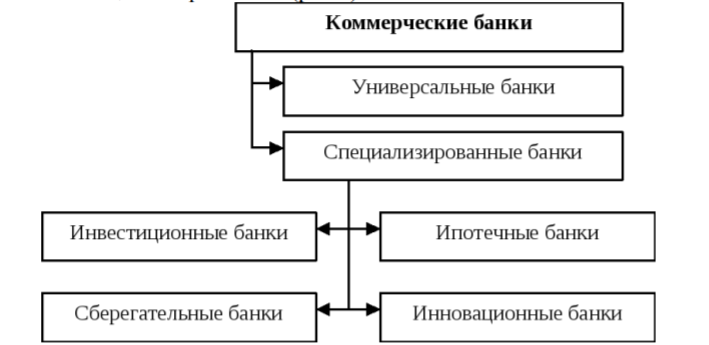 Коммерческие банки
Универсальные банки
Специализированные банки
Инвестиционные банки
Ипотечные банки
Сберегательные банки
Инновационные банки